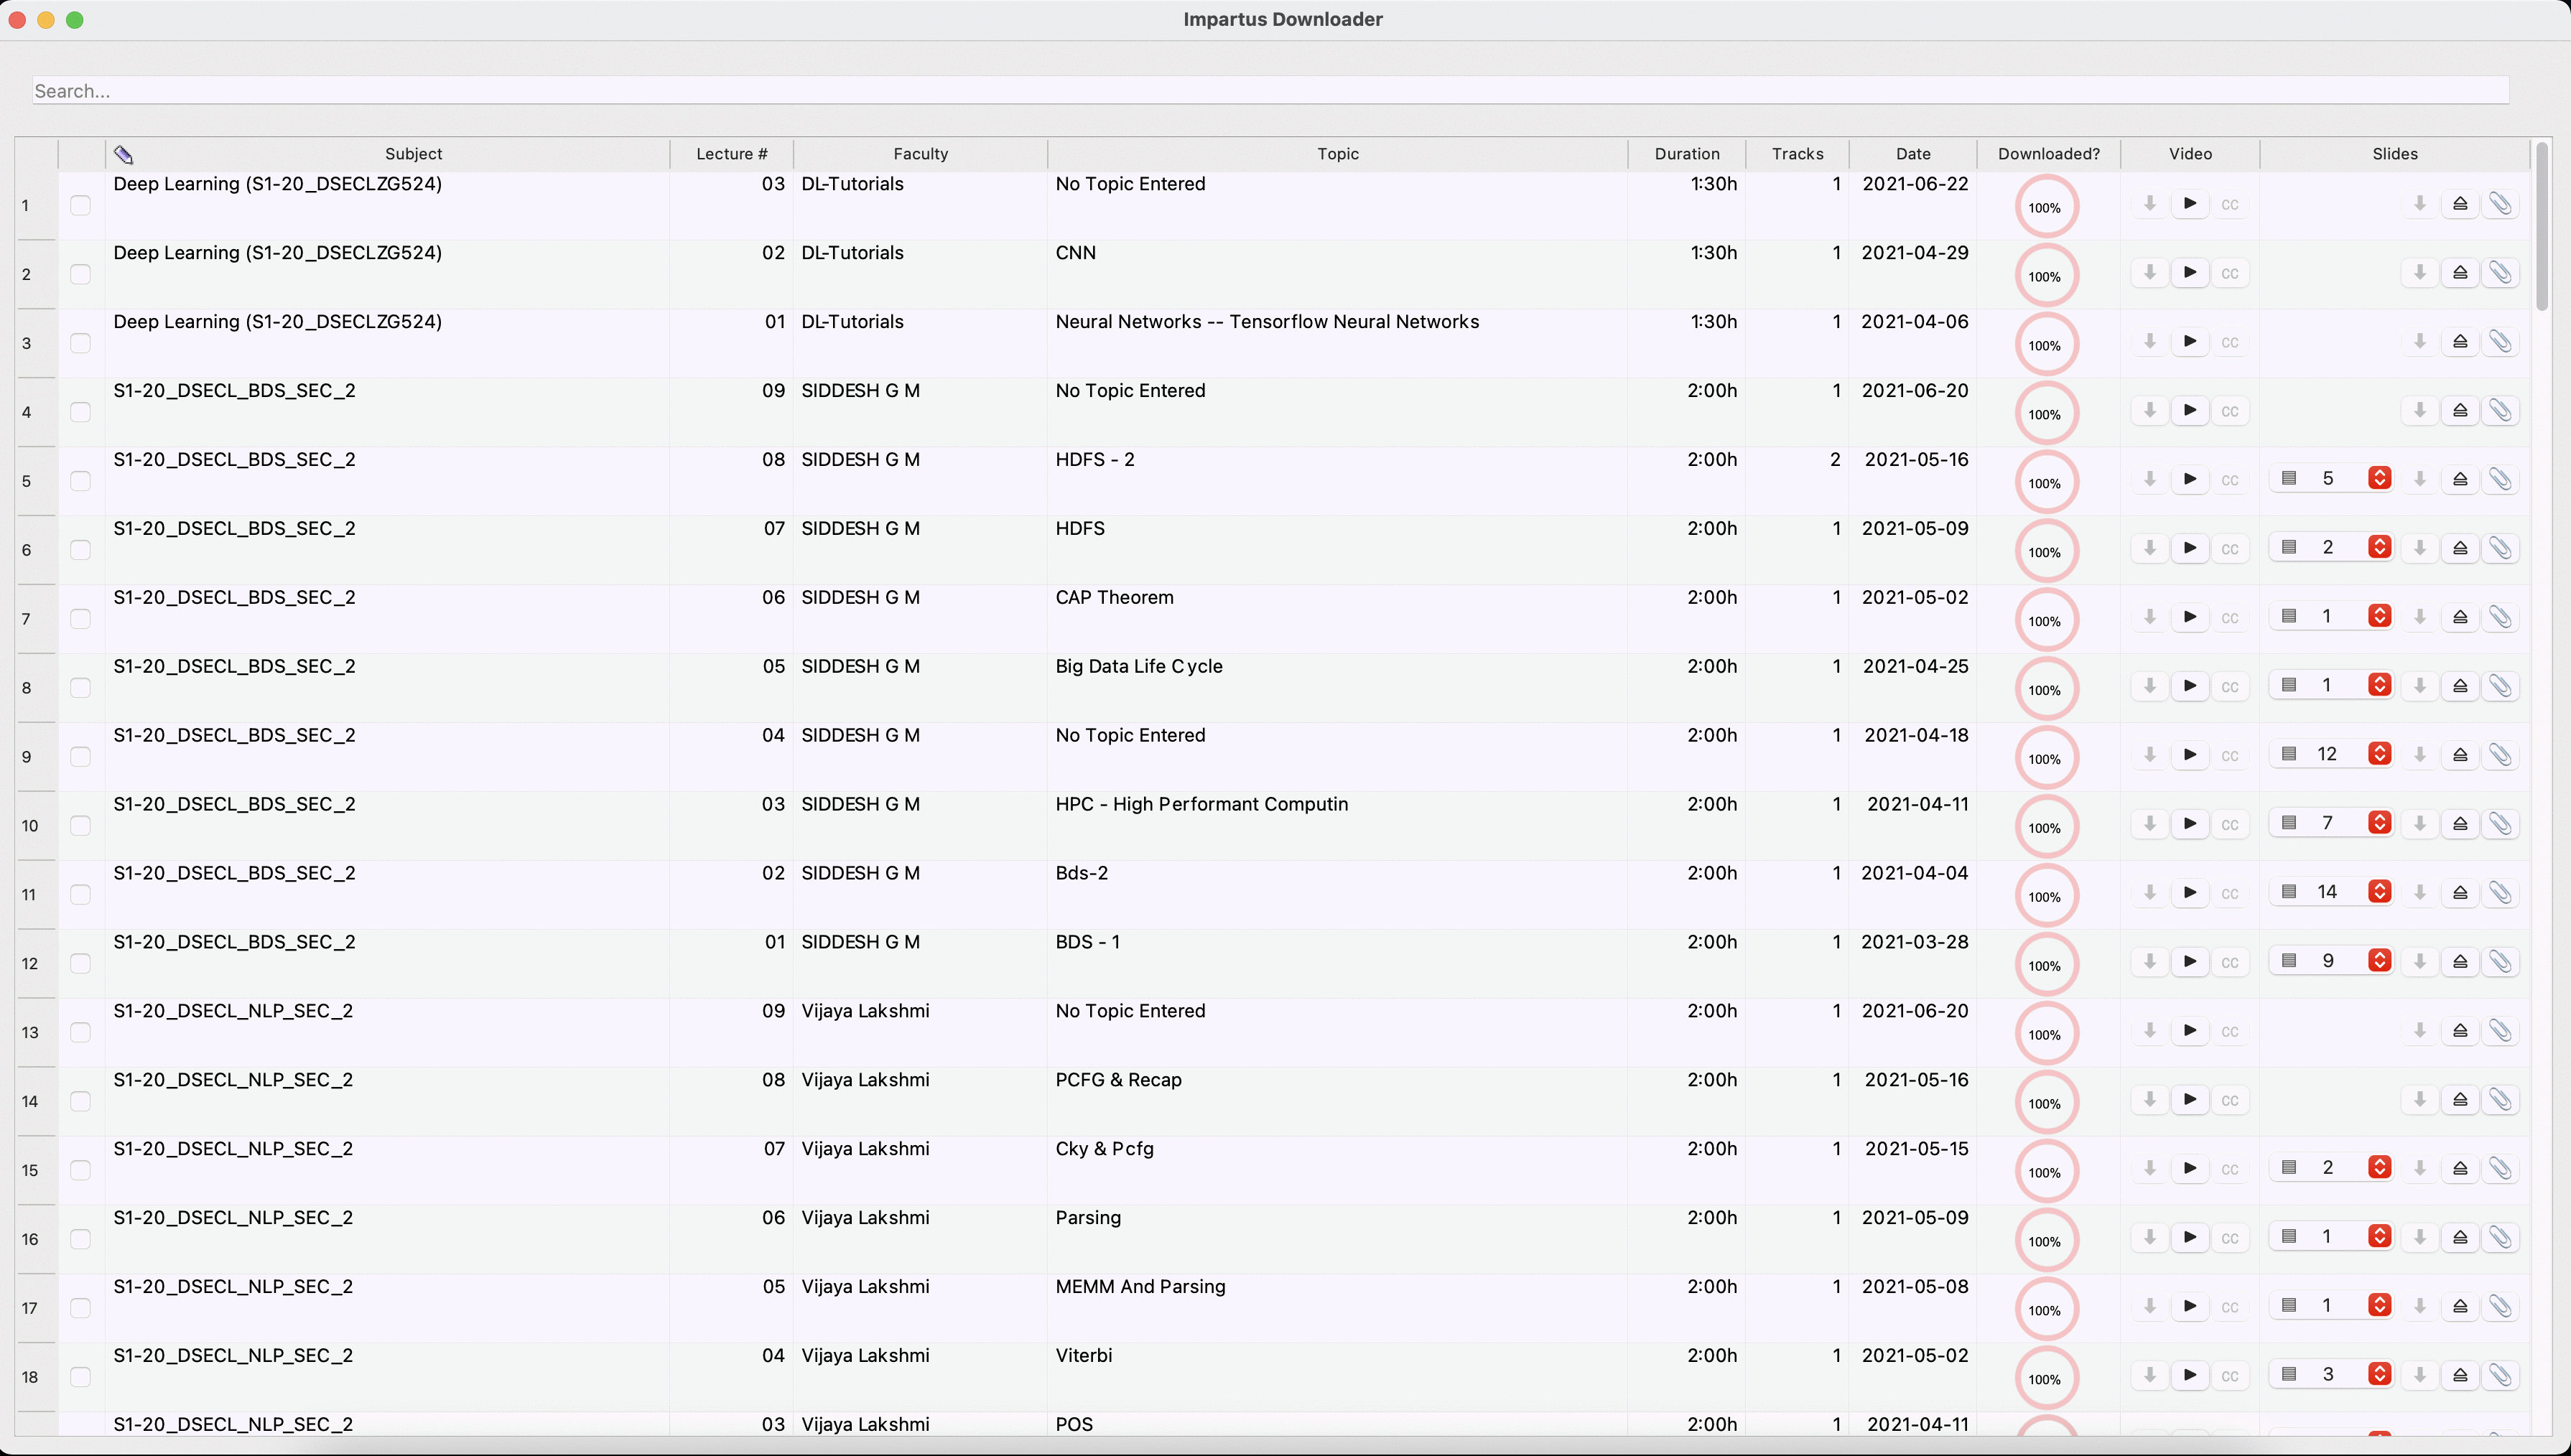 Impartus Downloader
Search...
Subject Lecture # Faculty Topic Duration Tracks Date Downloaded? Video Slides
1 Deep Learning (S1-20_DSECLZG524) 03 DL-Tutorials No Topic Entered 1:30h 1 2021-06-22 100% CC
2 Deep Learning (S1-20_DSECLZG524) 02 DL-Tutorials CNN 1:30h 1 2021-04-29 100% CC
3 Deep Learning (S1-20_DSECLZG524) 01 DL-Tutorials Neural Networks -- Tensorflow Neural Networks 1:30h 1 2021-04-06 100% CC
4 S1-20_DSECL_BDS_SEC_2 09 SIDDESH G M No Topic Entered 2:00h 1 2021-06-20 100% CC
5 S1-20_DSECL_BDS_SEC_2 08 SIDDESH G M HDFS - 2 2:00h 2 2021-05-16 100% CC 5
6 S1-20_DSECL_BDS_SEC_2 07 SIDDESH G M HDFS 2:00h 1 2021-05-09 100% CC 2
7 S1-20_DSECL_BDS_SEC_2 06 SIDDESH G M CAP Theorem 2:00h 1 2021-05-02 100% CC 1
8 S1-20_DSECL_BDS_SEC_2 05 SIDDESH G M Big Data Life Cycle 2:00h 1 2021-04-25 100% CC 1
9 S1-20_DSECL_BDS_SEC_2 04 SIDDESH G M No Topic Entered 2:00h 1 2021-04-18 100% CC 12
10 S1-20_DSECL_BDS_SEC_2 03 SIDDESH G M HPC - High Performant Computin 2:00h 1 2021-04-11 100% CC 7
11 S1-20_DSECL_BDS_SEC_2 02 SIDDESH G M Bds-2 2:00h 1 2021-04-04 100% CC 14
12 S1-20_DSECL_BDS_SEC_2 01 SIDDESH G M BDS - 1 2:00h 1 2021-03-28 100% CC 9
13 S1-20_DSECL_NLP_SEC_2 09 Vijaya Lakshmi No Topic Entered 2:00h 1 2021-06-20 100% CC
14 S1-20_DSECL_NLP_SEC_2 08 Vijaya Lakshmi PCFG & Recap 2:00h 1 2021-05-16 100% CC
15 S1-20_DSECL_NLP_SEC_2 07 Vijaya Lakshmi Cky & Pcfg 2:00h 1 2021-05-15 100% CC 2
16 S1-20_DSECL_NLP_SEC_2 06 Vijaya Lakshmi Parsing 2:00h 1 2021-05-09 100% CC 1
17 S1-20_DSECL_NLP_SEC_2 05 Vijaya Lakshmi MEMM And Parsing 2:00h 1 2021-05-08 100% CC 1
18 S1-20_DSECL_NLP_SEC_2 04 Vijaya Lakshmi Viterbi 2:00h 1 2021-05-02 100% CC 3
S1-20_DSECL_NLP_SEC_2 03 Vijaya Lakshmi POS 2:00h 1 2021-04-11